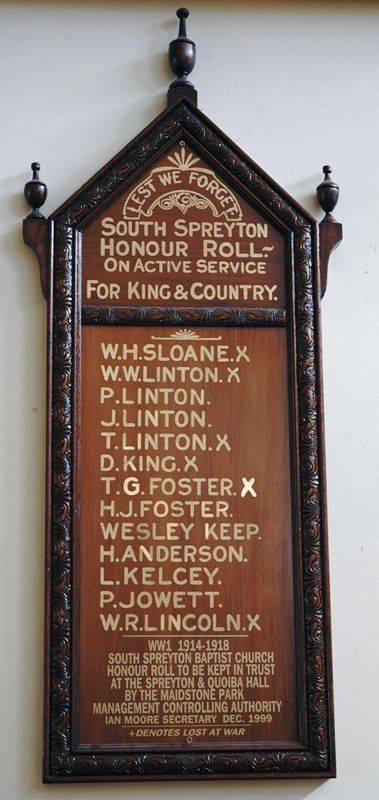 LEST WE FORGET
SOUTH SPREYTON
HONOUR ROLL~
ON ACTIVE SERVICE
FOR KING & COUNTRY.
W.H.SLOANE.X
W.W.LINTON.X
P.LINTON.
J.LINTON.
T.LINTON.X
D.KING.X
T.G.FOSTER.X
H.J.FOSTER.
WESLEY KEEP.
H.ANDERSON.
L.KELCEY.
P.JOWETT.
W.R.LINCOLN.X
WW1 1914-1918
SOUTH SPREYTON BAPTIST CHURCH
HONOUR ROLL TO BE KEPT IN TRUST
AT THE SPREYTON & QUOIBA HALL
BY THE MAIDSTONE PARK
MANAGEMENT CONTROLLING AUTHORITY
IAN MOORE SECRETARY DEC. 1999
+DENOTES LOST AT WAR